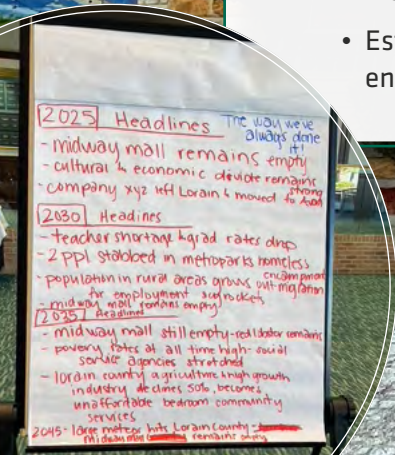 • Es
en
2025 Headlines
The way we've
always done
it!
- midway mall remains empty
- cultural & economic divide remains
strong
- company xyz left Lorain & moved to
2030 Headines
- teacher shortage & grad rates drop
- 2 ppl stabbed in metroparks homeless
encampment
- population in rural areas grows out-migration
for employment skyrockets
- midway mall remains empty
2035 Headlines
- midway mall still empty - remains
- poverty rates at all time high - social
service agencies stretched
- lorain county agriculture & high growth
industry declines 50%, becomes
unaffordable bedroom community
services
2045 - large meteor hits Lorain County -
midway mall remains empty